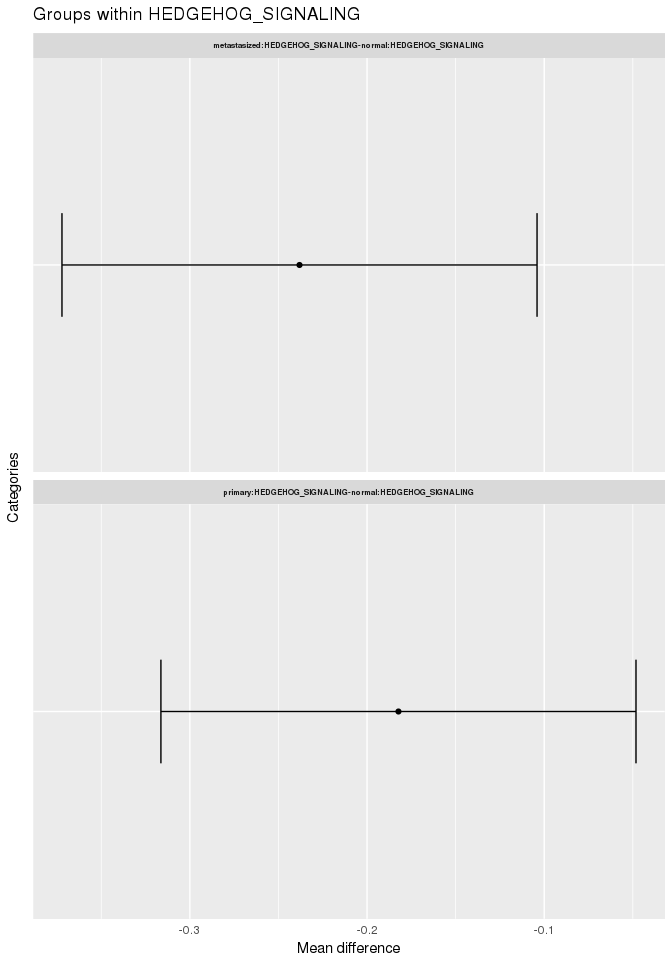 Groups within HEDGEHOG_SIGNALING
metastasized:HEDGEHOG_SIGNALING-normal:HEDGEHOG_SIGNALING
Categories
primary:HEDGEHOG_SIGNALING-normal:HEDGEHOG_SIGNALING
-0.3 -0.2 -0.1
Mean difference